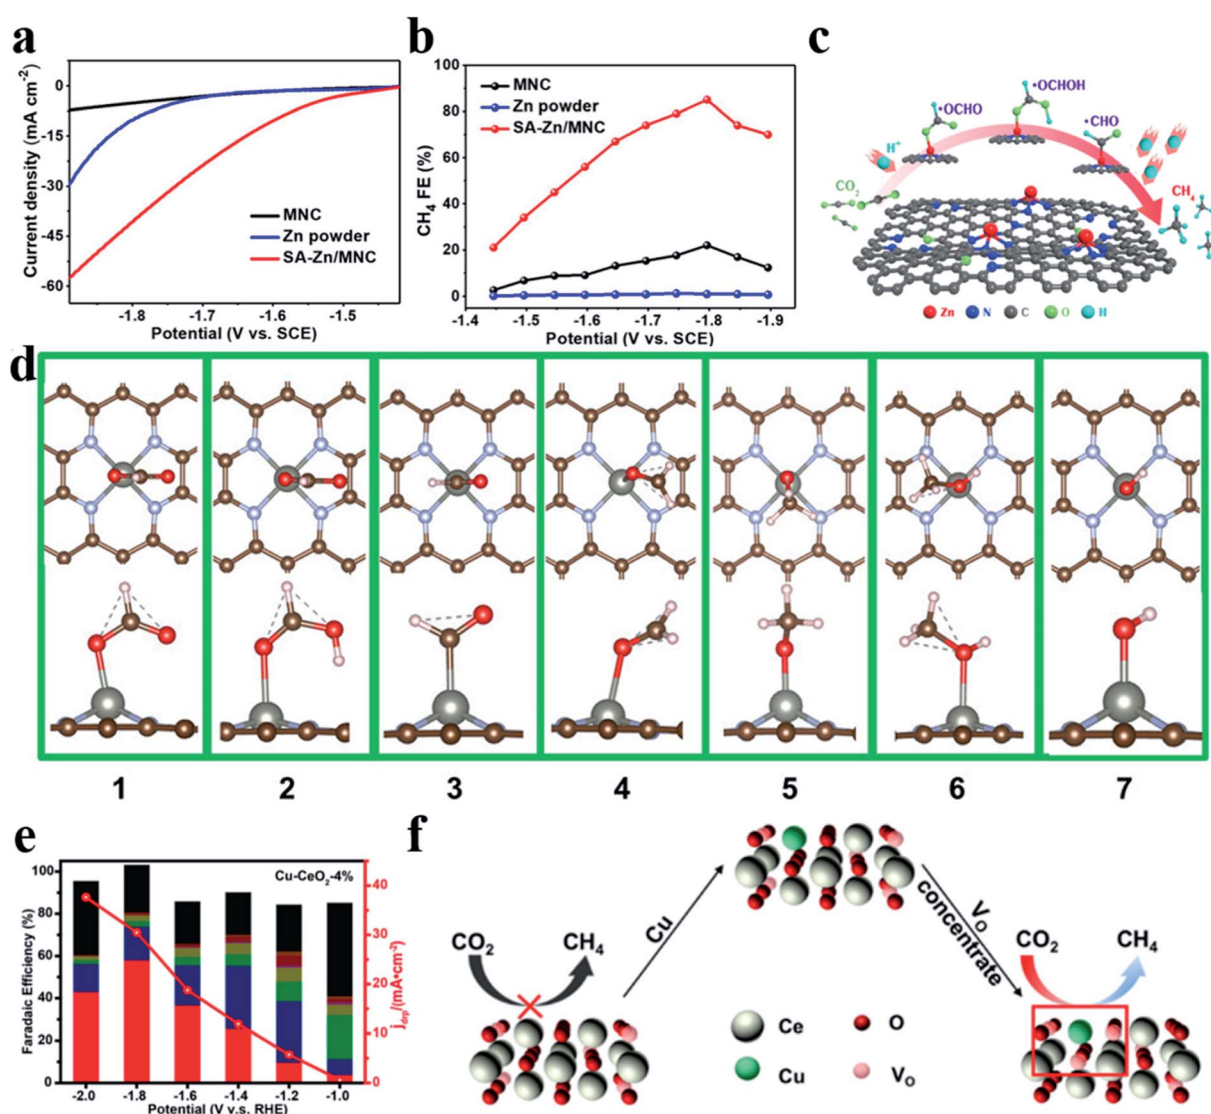 a
Current density (mA cm⁻²)
0
-15
-30
-45
-60
MNC
Zn powder
SA-Zn/MNC
-1.8
-1.7
-1.6
-1.5
Potential (V vs. SCE)
b
CH₄ FE (%)
100
80
60
40
20
0
MNC
Zn powder
SA-Zn/MNC
-1.4
-1.5
-1.6
-1.7
-1.8
-1.9
Potential (V vs. SCE)
c
•OCHO
•OCHOH
•CHO
H⁺
CO₂
CH₄
Zn N C O H
d
1 2 3 4 5 6 7
e
Faradaic Efficiency (%)
100
80
60
40
20
0
Cu-CeO₂-4%
40
30
20
10
0
j_drp/(mA•cm⁻²)
-2.0 -1.8 -1.6 -1.4 -1.2 -1.0
Potential (V v.s. RHE)
f
CO₂ CH₄
Cu
V_O
concentrate
CO₂ CH₄
Ce O
Cu V_O